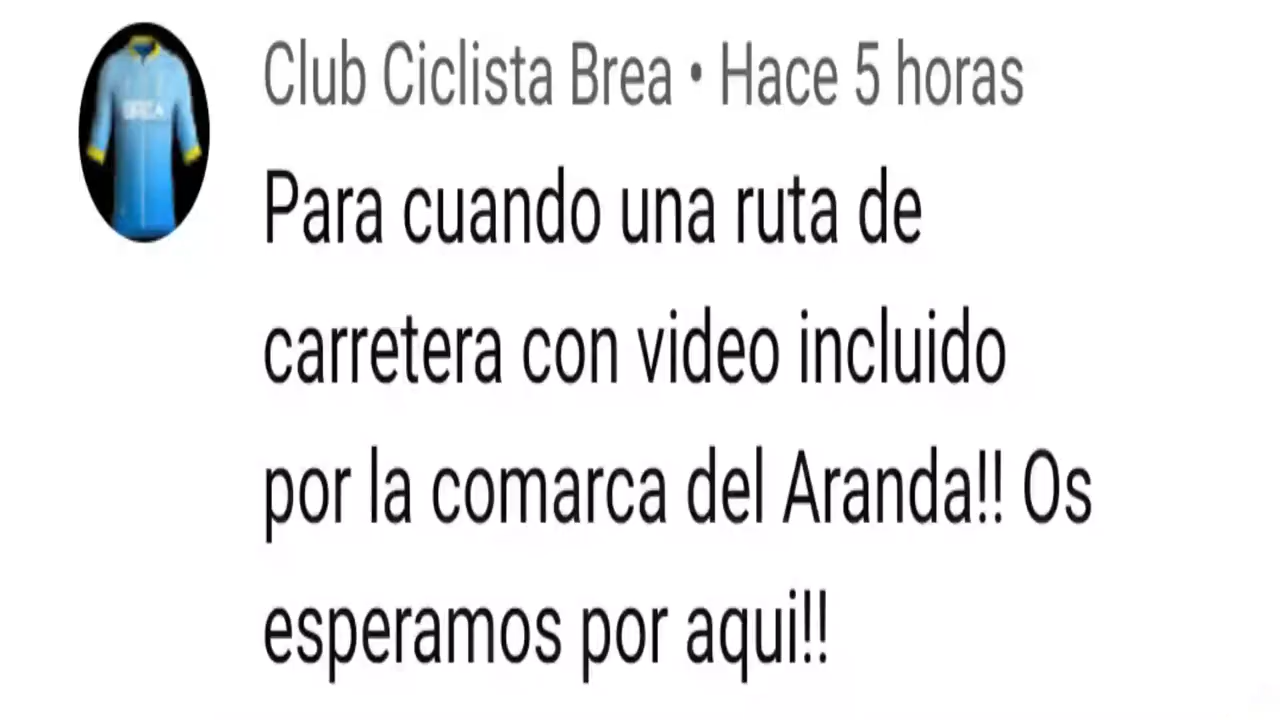 Club Ciclista Brea • Hace 5 horas
Para cuando una ruta de
carretera con video incluido
por la comarca del Aranda!! Os
esperamos por aqui!!
BREA